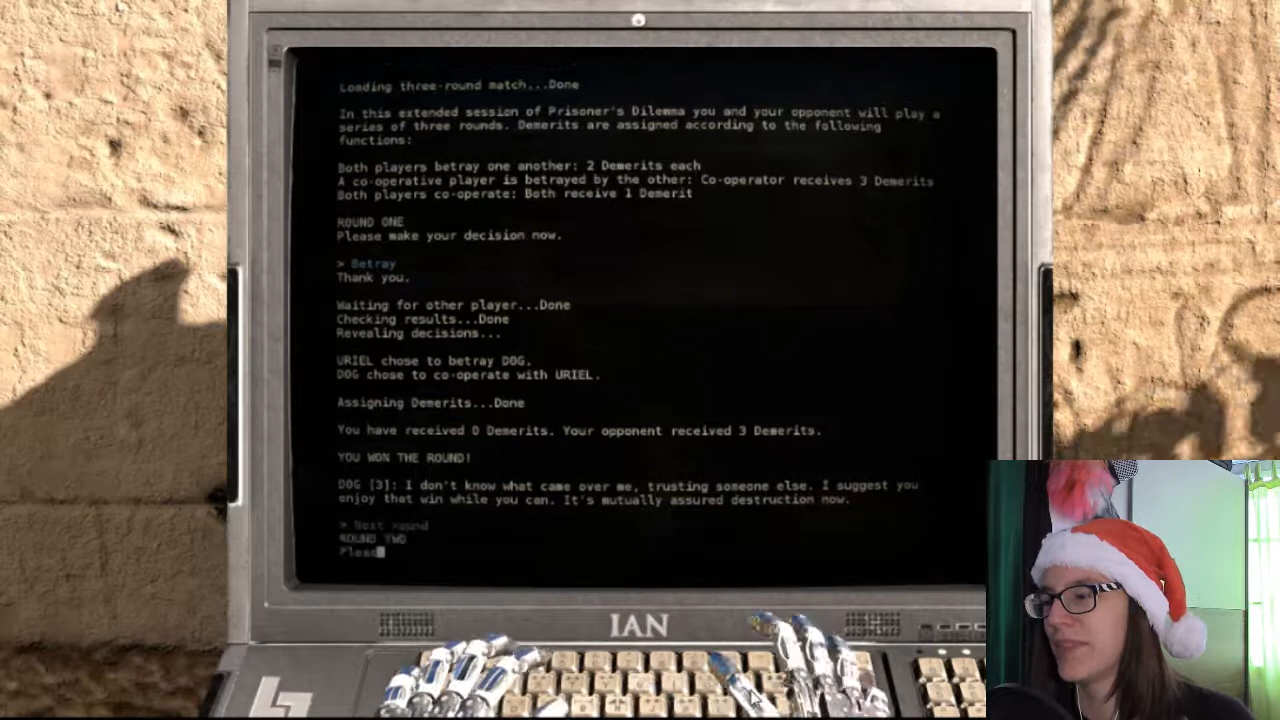 Loading three-round match...Done
In this extended session of Prisoner's Dilemma you and your opponent will play a
series of three rounds. Demerits are assigned according to the following
functions:
Both players betray one another: 2 Demerits each
A co-operative player is betrayed by the other: Co-operator receives 3 Demerits
Both players co-operate: Both receive 1 Demerit
ROUND ONE
Please make your decision now.
> Betray
Thank you.
Waiting for other player...Done
Checking results...Done
Revealing decisions...
URIEL chose to betray DOG.
DOG chose to co-operate with URIEL.
Assigning Demerits...Done
You have received 0 Demerits. Your opponent received 3 Demerits.
YOU WON THE ROUND!
DOG [3]: I don't know what came over me, trusting someone else. I suggest you
enjoy that win while you can. It's mutually assured destruction now.
> Next round
ROUND TWO
Pleas
IAN